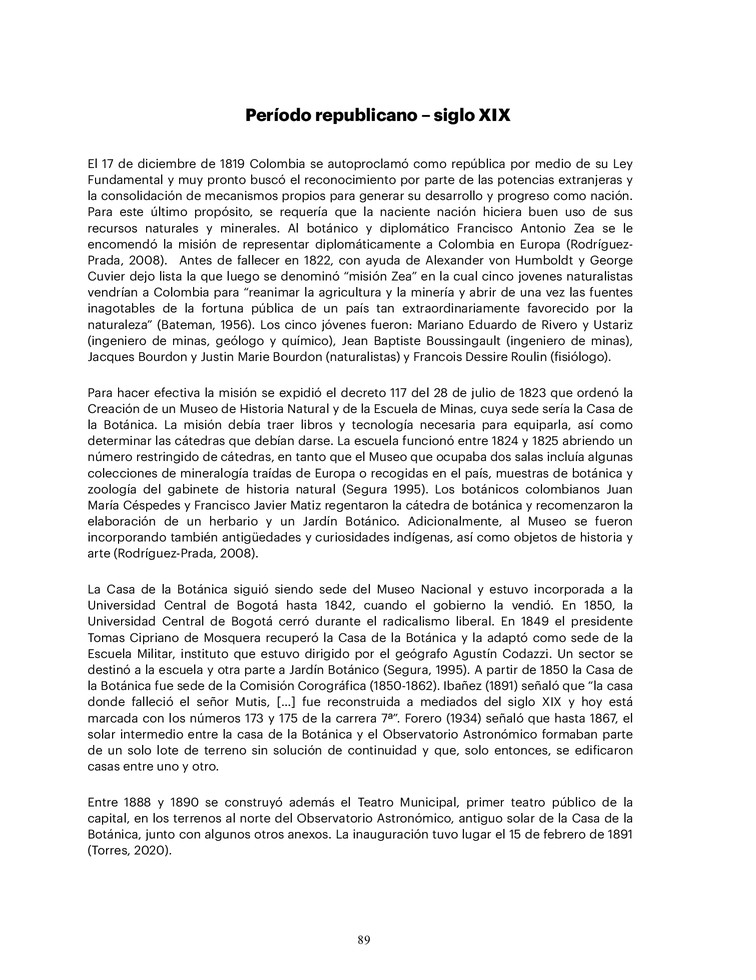 Período republicano – siglo XIX
El 17 de diciembre de 1819 Colombia se autoproclamó como república por medio de su Ley
Fundamental y muy pronto buscó el reconocimiento por parte de las potencias extranjeras y
la consolidación de mecanismos propios para generar su desarrollo y progreso como nación.
Para este último propósito, se requería que la naciente nación hiciera buen uso de sus
recursos naturales y minerales. Al botánico y diplomático Francisco Antonio Zea se le
encomendó la misión de representar diplomáticamente a Colombia en Europa (Rodríguez-
Prada, 2008). Antes de fallecer en 1822, con ayuda de Alexander von Humboldt y George
Cuvier dejo lista la que luego se denominó “misión Zea” en la cual cinco jovenes naturalistas
vendrían a Colombia para “reanimar la agricultura y la minería y abrir de una vez las fuentes
inagotables de la fortuna pública de un país tan extraordinariamente favorecido por la
naturaleza” (Bateman, 1956). Los cinco jóvenes fueron: Mariano Eduardo de Rivero y Ustariz
(ingeniero de minas, geólogo y químico), Jean Baptiste Boussingault (ingeniero de minas),
Jacques Bourdon y Justin Marie Bourdon (naturalistas) y Francois Dessire Roulin (fisiólogo).
Para hacer efectiva la misión se expidió el decreto 117 del 28 de julio de 1823 que ordenó la
Creación de un Museo de Historia Natural y de la Escuela de Minas, cuya sede sería la Casa de
la Botánica. La misión debía traer libros y tecnología necesaria para equiparla, así como
determinar las cátedras que debían darse. La escuela funcionó entre 1824 y 1825 abriendo un
número restringido de cátedras, en tanto que el Museo que ocupaba dos salas incluía algunas
colecciones de mineralogía traídas de Europa o recogidas en el país, muestras de botánica y
zoología del gabinete de historia natural (Segura 1995). Los botánicos colombianos Juan
María Céspedes y Francisco Javier Matiz regentaron la cátedra de botánica y recomenzaron la
elaboración de un herbario y un Jardín Botánico. Adicionalmente, al Museo se fueron
incorporando también antigüedades y curiosidades indígenas, así como objetos de historia y
arte (Rodríguez-Prada, 2008).
La Casa de la Botánica siguió siendo sede del Museo Nacional y estuvo incorporada a la
Universidad Central de Bogotá hasta 1842, cuando el gobierno la vendió. En 1850, la
Universidad Central de Bogotá cerró durante el radicalismo liberal. En 1849 el presidente
Tomas Cipriano de Mosquera recuperó la Casa de la Botánica y la adaptó como sede de la
Escuela Militar, instituto que estuvo dirigido por el geógrafo Agustín Codazzi. Un sector se
destinó a la escuela y otra parte a Jardín Botánico (Segura, 1995). A partir de 1850 la Casa de
la Botánica fue sede de la Comisión Corográfica (1850-1862). Ibañez (1891) señaló que “la casa
donde falleció el señor Mutis, [...] fue reconstruida a mediados del siglo XIX y hoy está
marcada con los números 173 y 175 de la carrera 7ª”. Forero (1934) señaló que hasta 1867, el
solar intermedio entre la casa de la Botánica y el Observatorio Astronómico formaban parte
de un solo lote de terreno sin solución de continuidad y que, solo entonces, se edificaron
casas entre uno y otro.
Entre 1888 y 1890 se construyó además el Teatro Municipal, primer teatro público de la
capital, en los terrenos al norte del Observatorio Astronómico, antiguo solar de la Casa de la
Botánica, junto con algunos otros anexos. La inauguración tuvo lugar el 15 de febrero de 1891
(Torres, 2020).
89